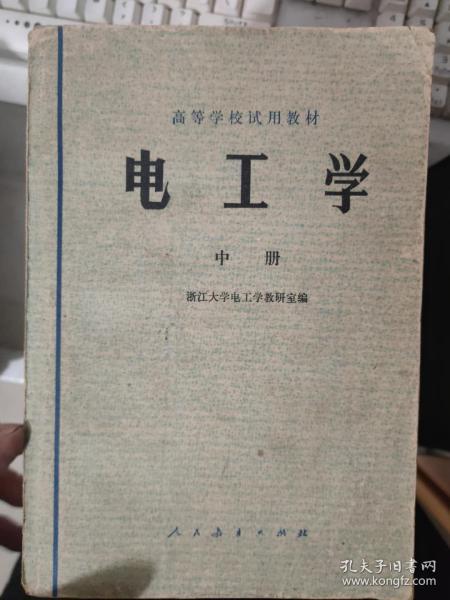 高等学校试用教材
电工学
中册
浙江大学电工学教研室编
人民教育出版社
孔夫子旧书网
www.kongfz.com